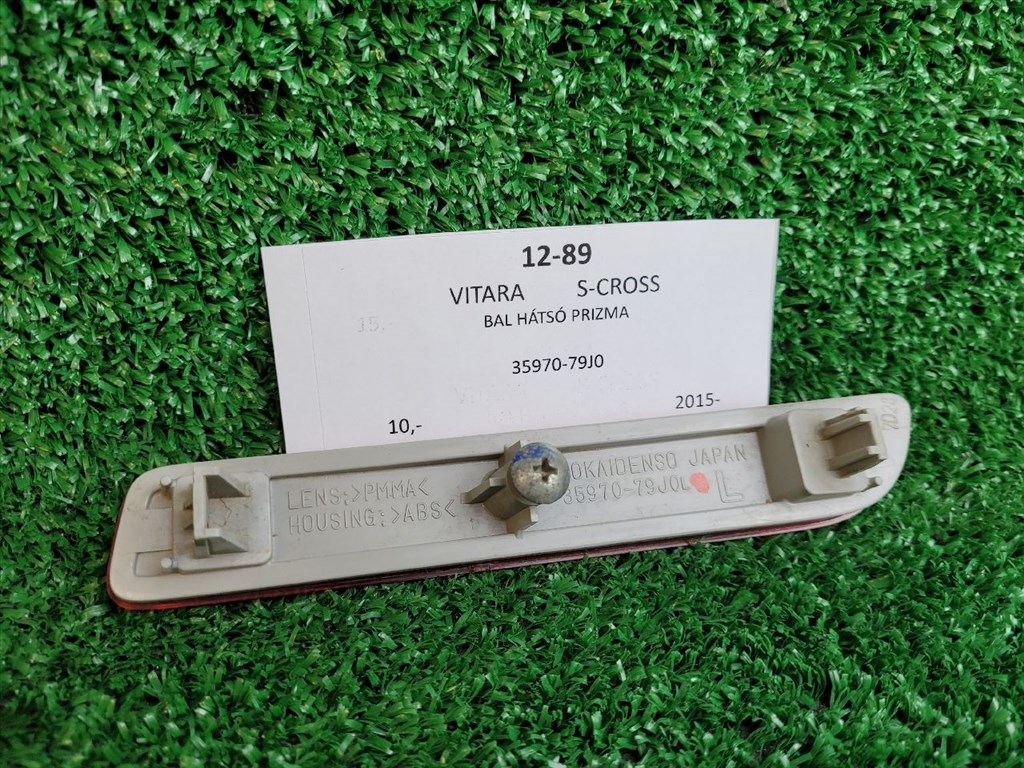 12-89
VITARA S-CROSS
15,-
BAL HÁTSÓ PRIZMA
35970-79J0
2015-
10,-
LENS:>PMMA<
HOUSING:>ABS<
OKAIDENSO JAPAN
35970-79J0L
L